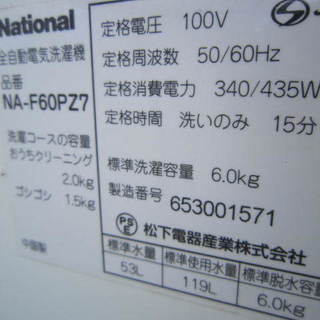 National
全自動電気洗濯機
品番
NA-F60PZ7
洗濯コースの容量
おうちクリーニング
2.0kg
ゴシゴシ 1.5kg
中国製
定格電圧 100V
定格周波数 50/60Hz
定格消費電力 340/435W
定格時間 洗いのみ 15分
標準洗濯容量 6.0kg
製造番号 653001571
PS E 松下電器産業株式会社
標準水量 標準使用水量 標準脱水容量
53L 119L 6.0kg